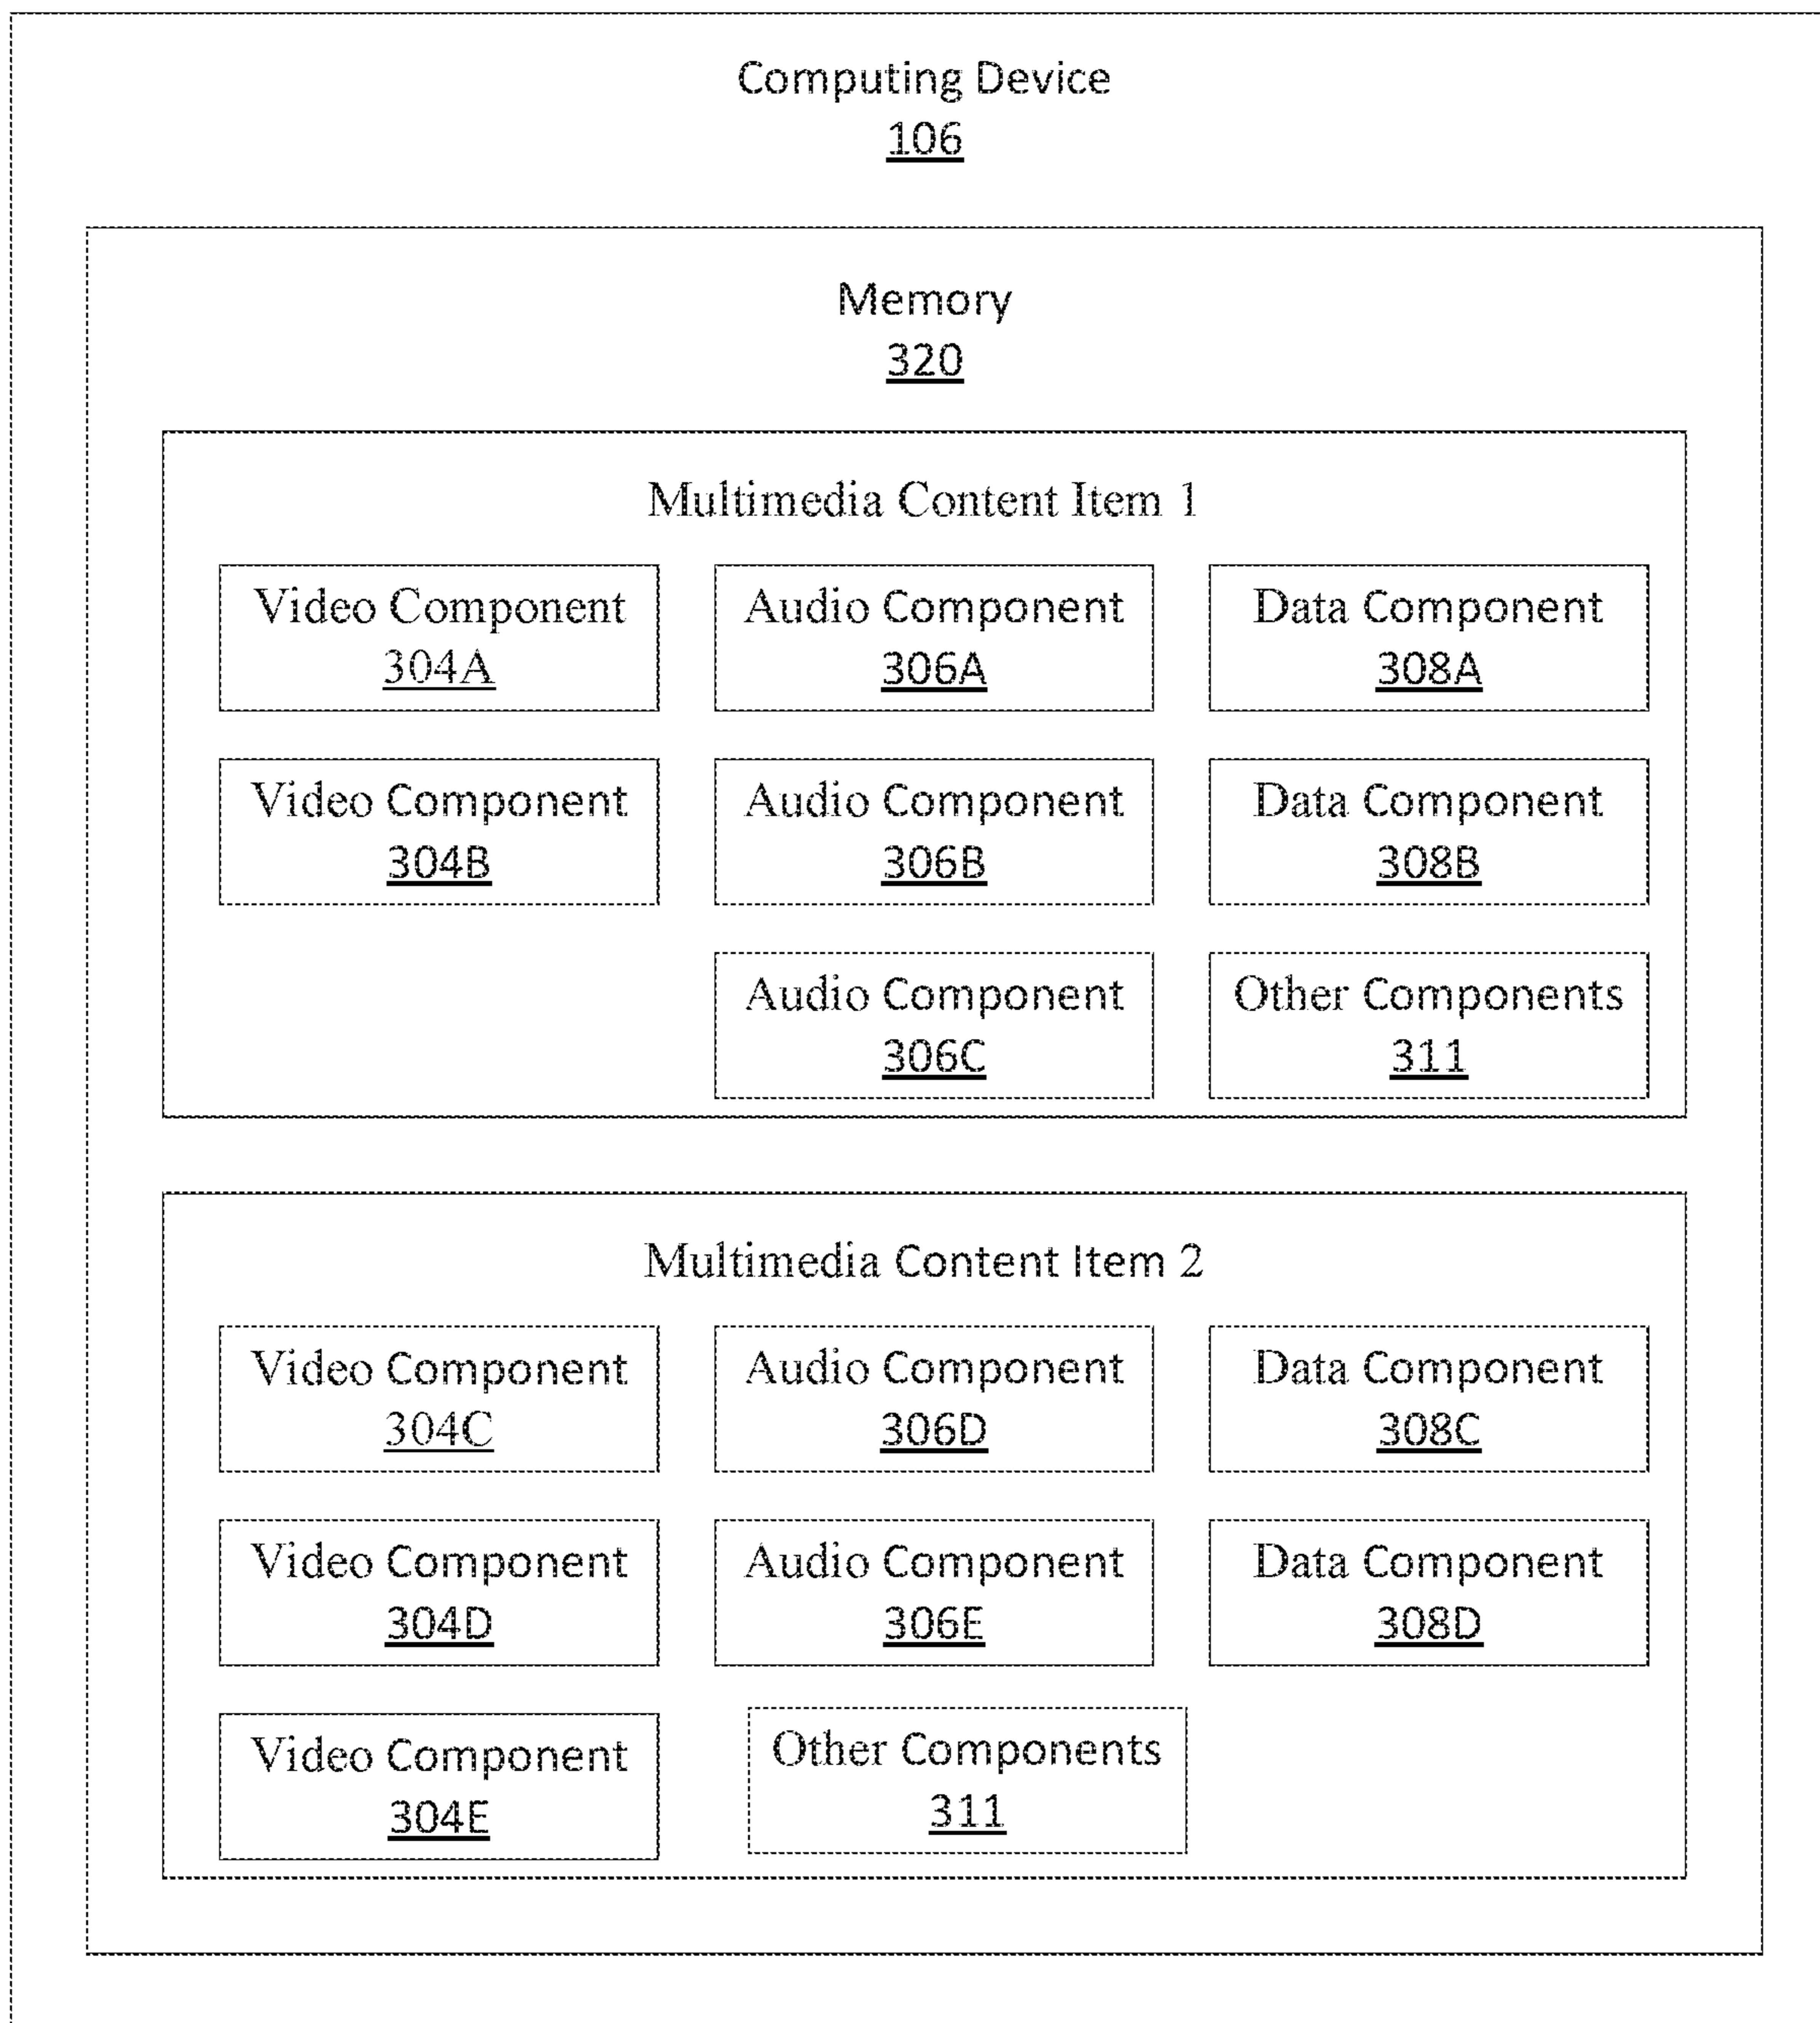 Computing Device
106
Memory
320
Multimedia Content Item 1
Video Component
304A
Audio Component
306A
Data Component
308A
Video Component
304B
Audio Component
306B
Data Component
308B
Audio Component
306C
Other Components
311
Multimedia Content Item 2
Video Component
304C
Audio Component
306D
Data Component
308C
Video Component
304D
Audio Component
306E
Data Component
308D
Video Component
304E
Other Components
311